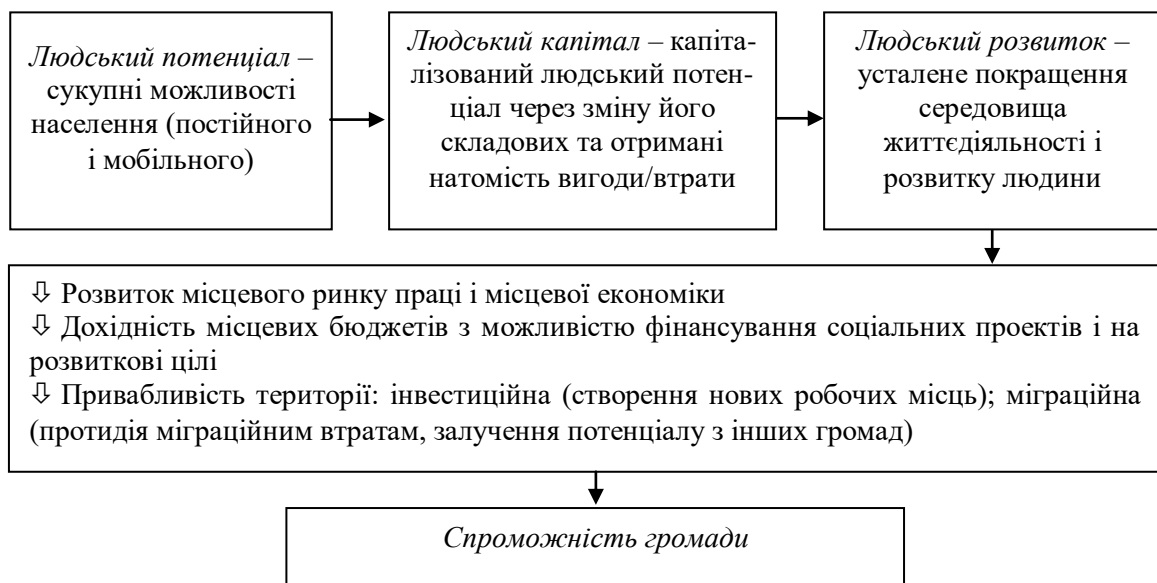 Людський потенціал –
сукупні можливості
населення (постійного
і мобільного)
Людський капітал – капіта-
лізований людський потен-
ціал через зміну його
складових та отримані
натомість вигоди/втрати
Людський розвиток –
усталене покращення
середовища
життєдіяльності і
розвитку людини
⇩ Розвиток місцевого ринку праці і місцевої економіки
⇩ Дохідність місцевих бюджетів з можливістю фінансування соціальних проектів і на
розвиткові цілі
⇩ Привабливість території: інвестиційна (створення нових робочих місць); міграційна
(протидія міграційним втратам, залучення потенціалу з інших громад)
Спроможність громади